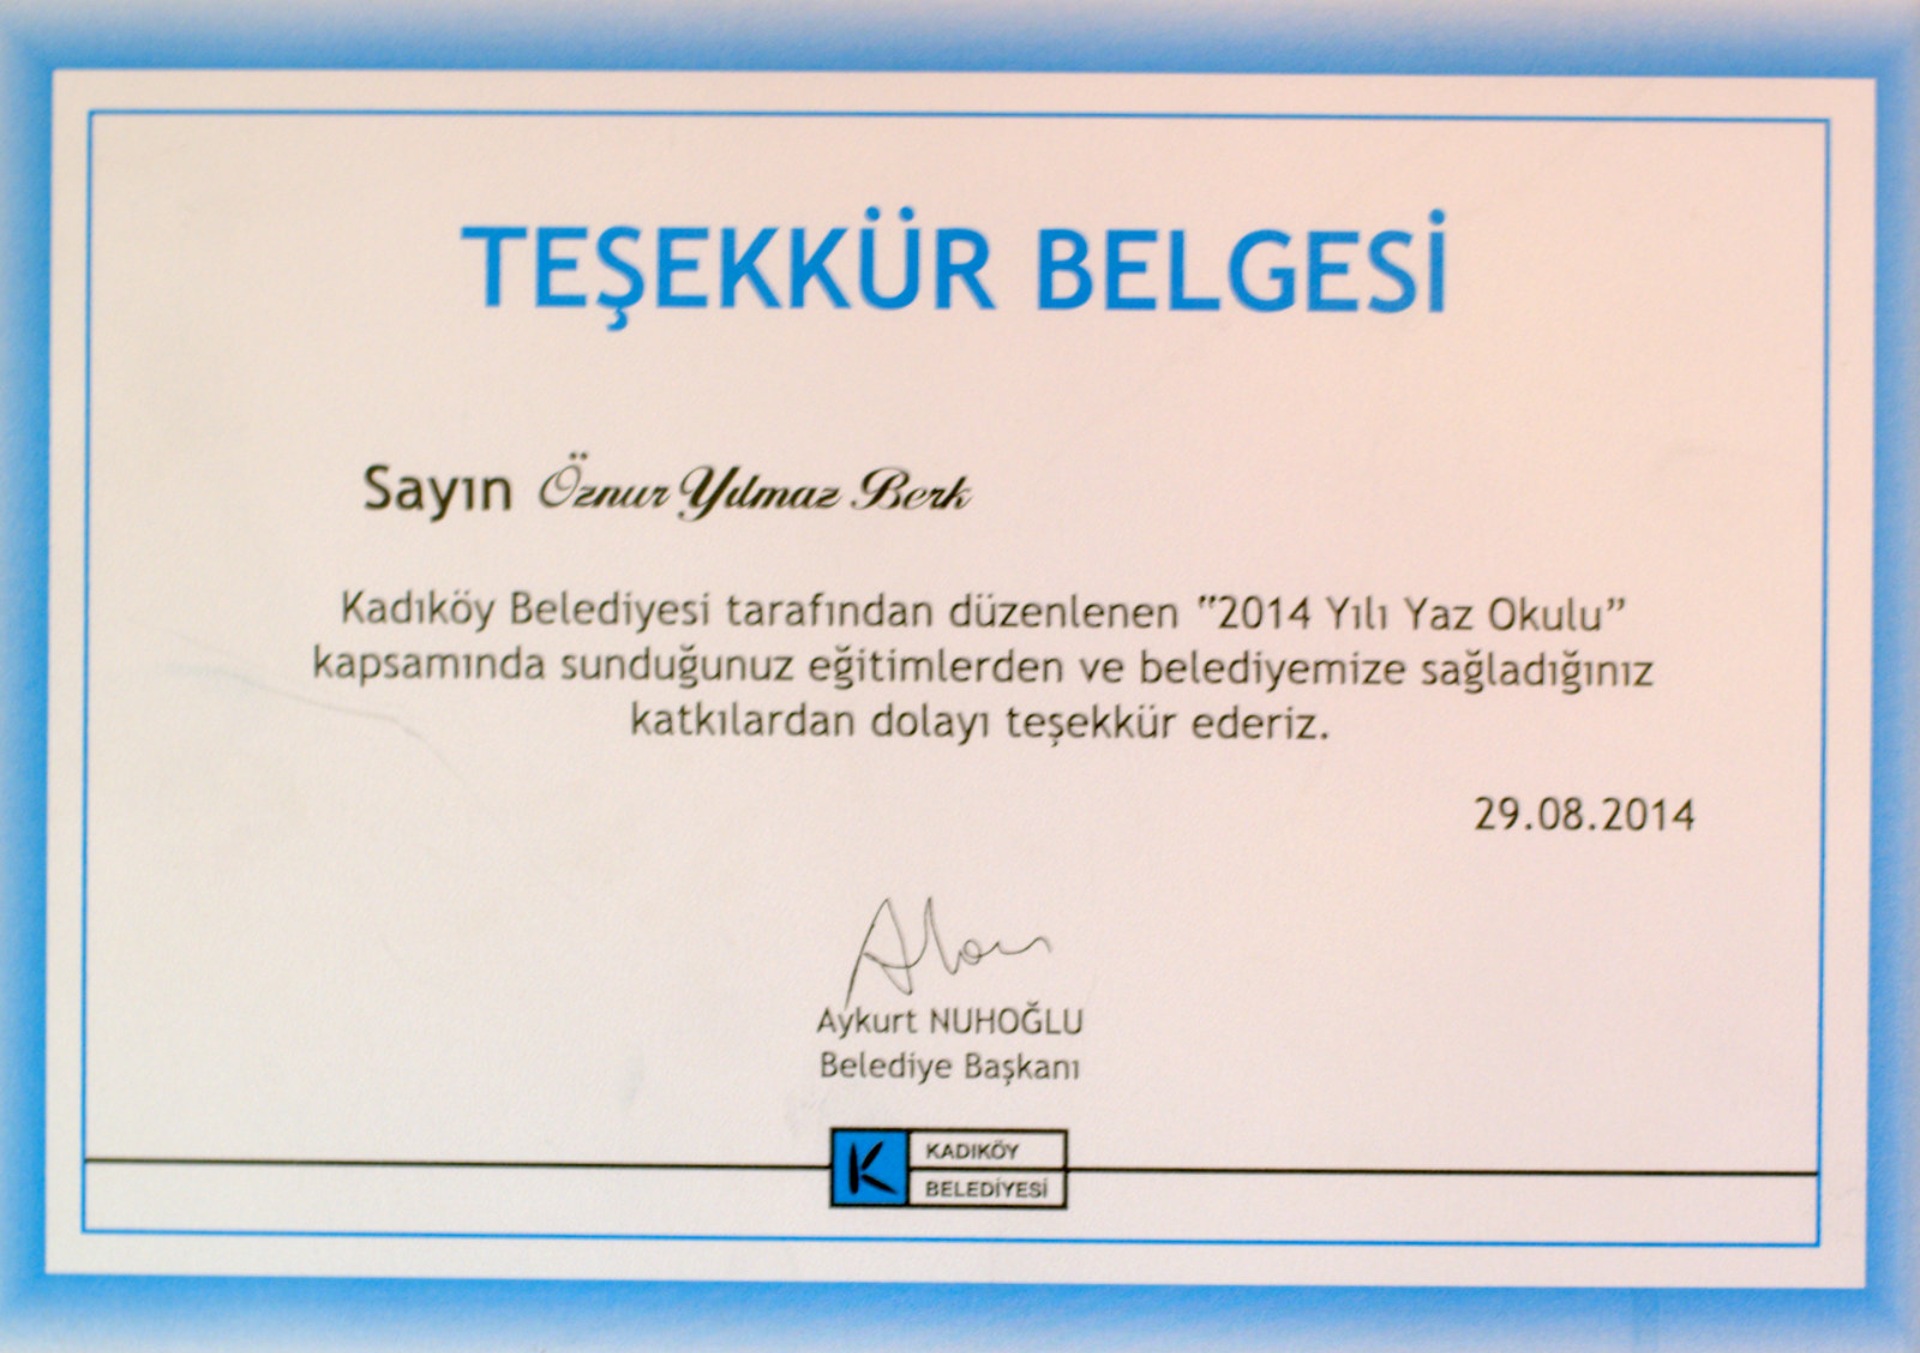 TEŞEKKÜR BELGESİ
Sayın Öznur Yılmaz Berk
Kadıköy Belediyesi tarafından düzenlenen "2014 Yılı Yaz Okulu"
kapsamında sunduğunuz eğitimlerden ve belediyemize sağladığınız
katkılardan dolayı teşekkür ederiz.
29.08.2014
Aykurt NUHOĞLU
Belediye Başkanı
K
KADIKÖY
BELEDİYESİ